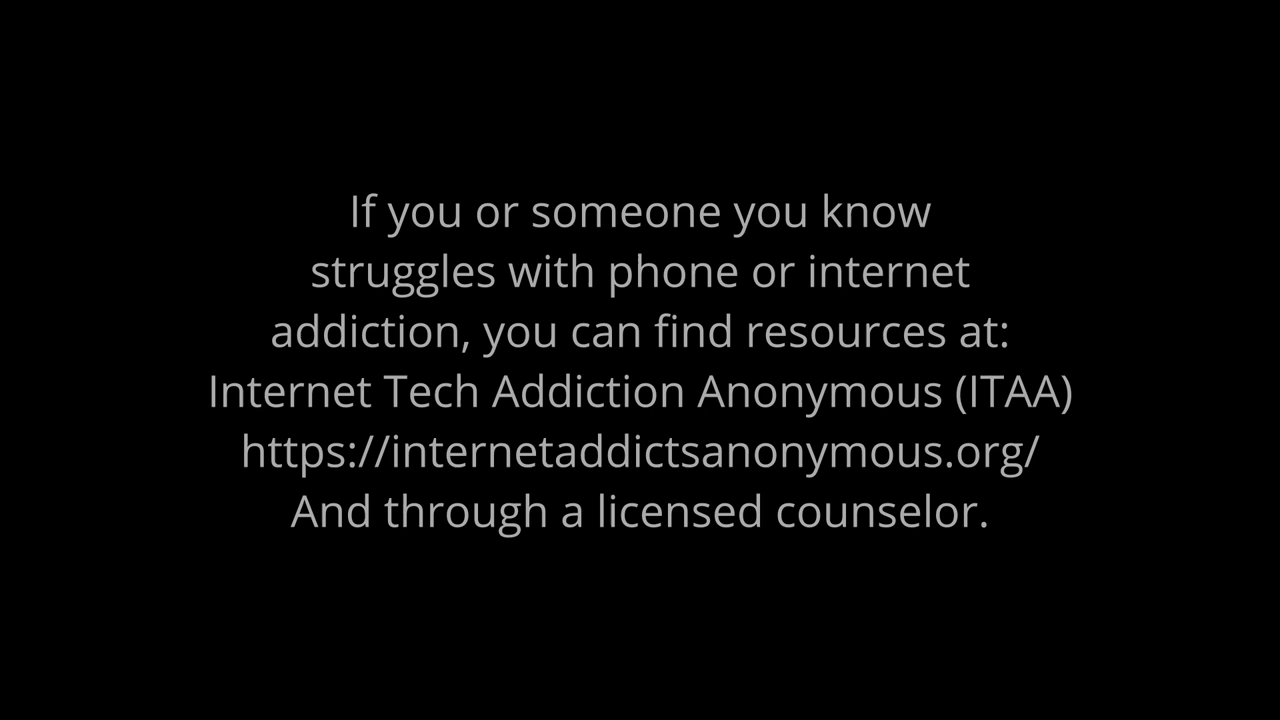 If you or someone you know
struggles with phone or internet
addiction, you can find resources at:
Internet Tech Addiction Anonymous (ITAA)
https://internetaddictsanonymous.org/
And through a licensed counselor.